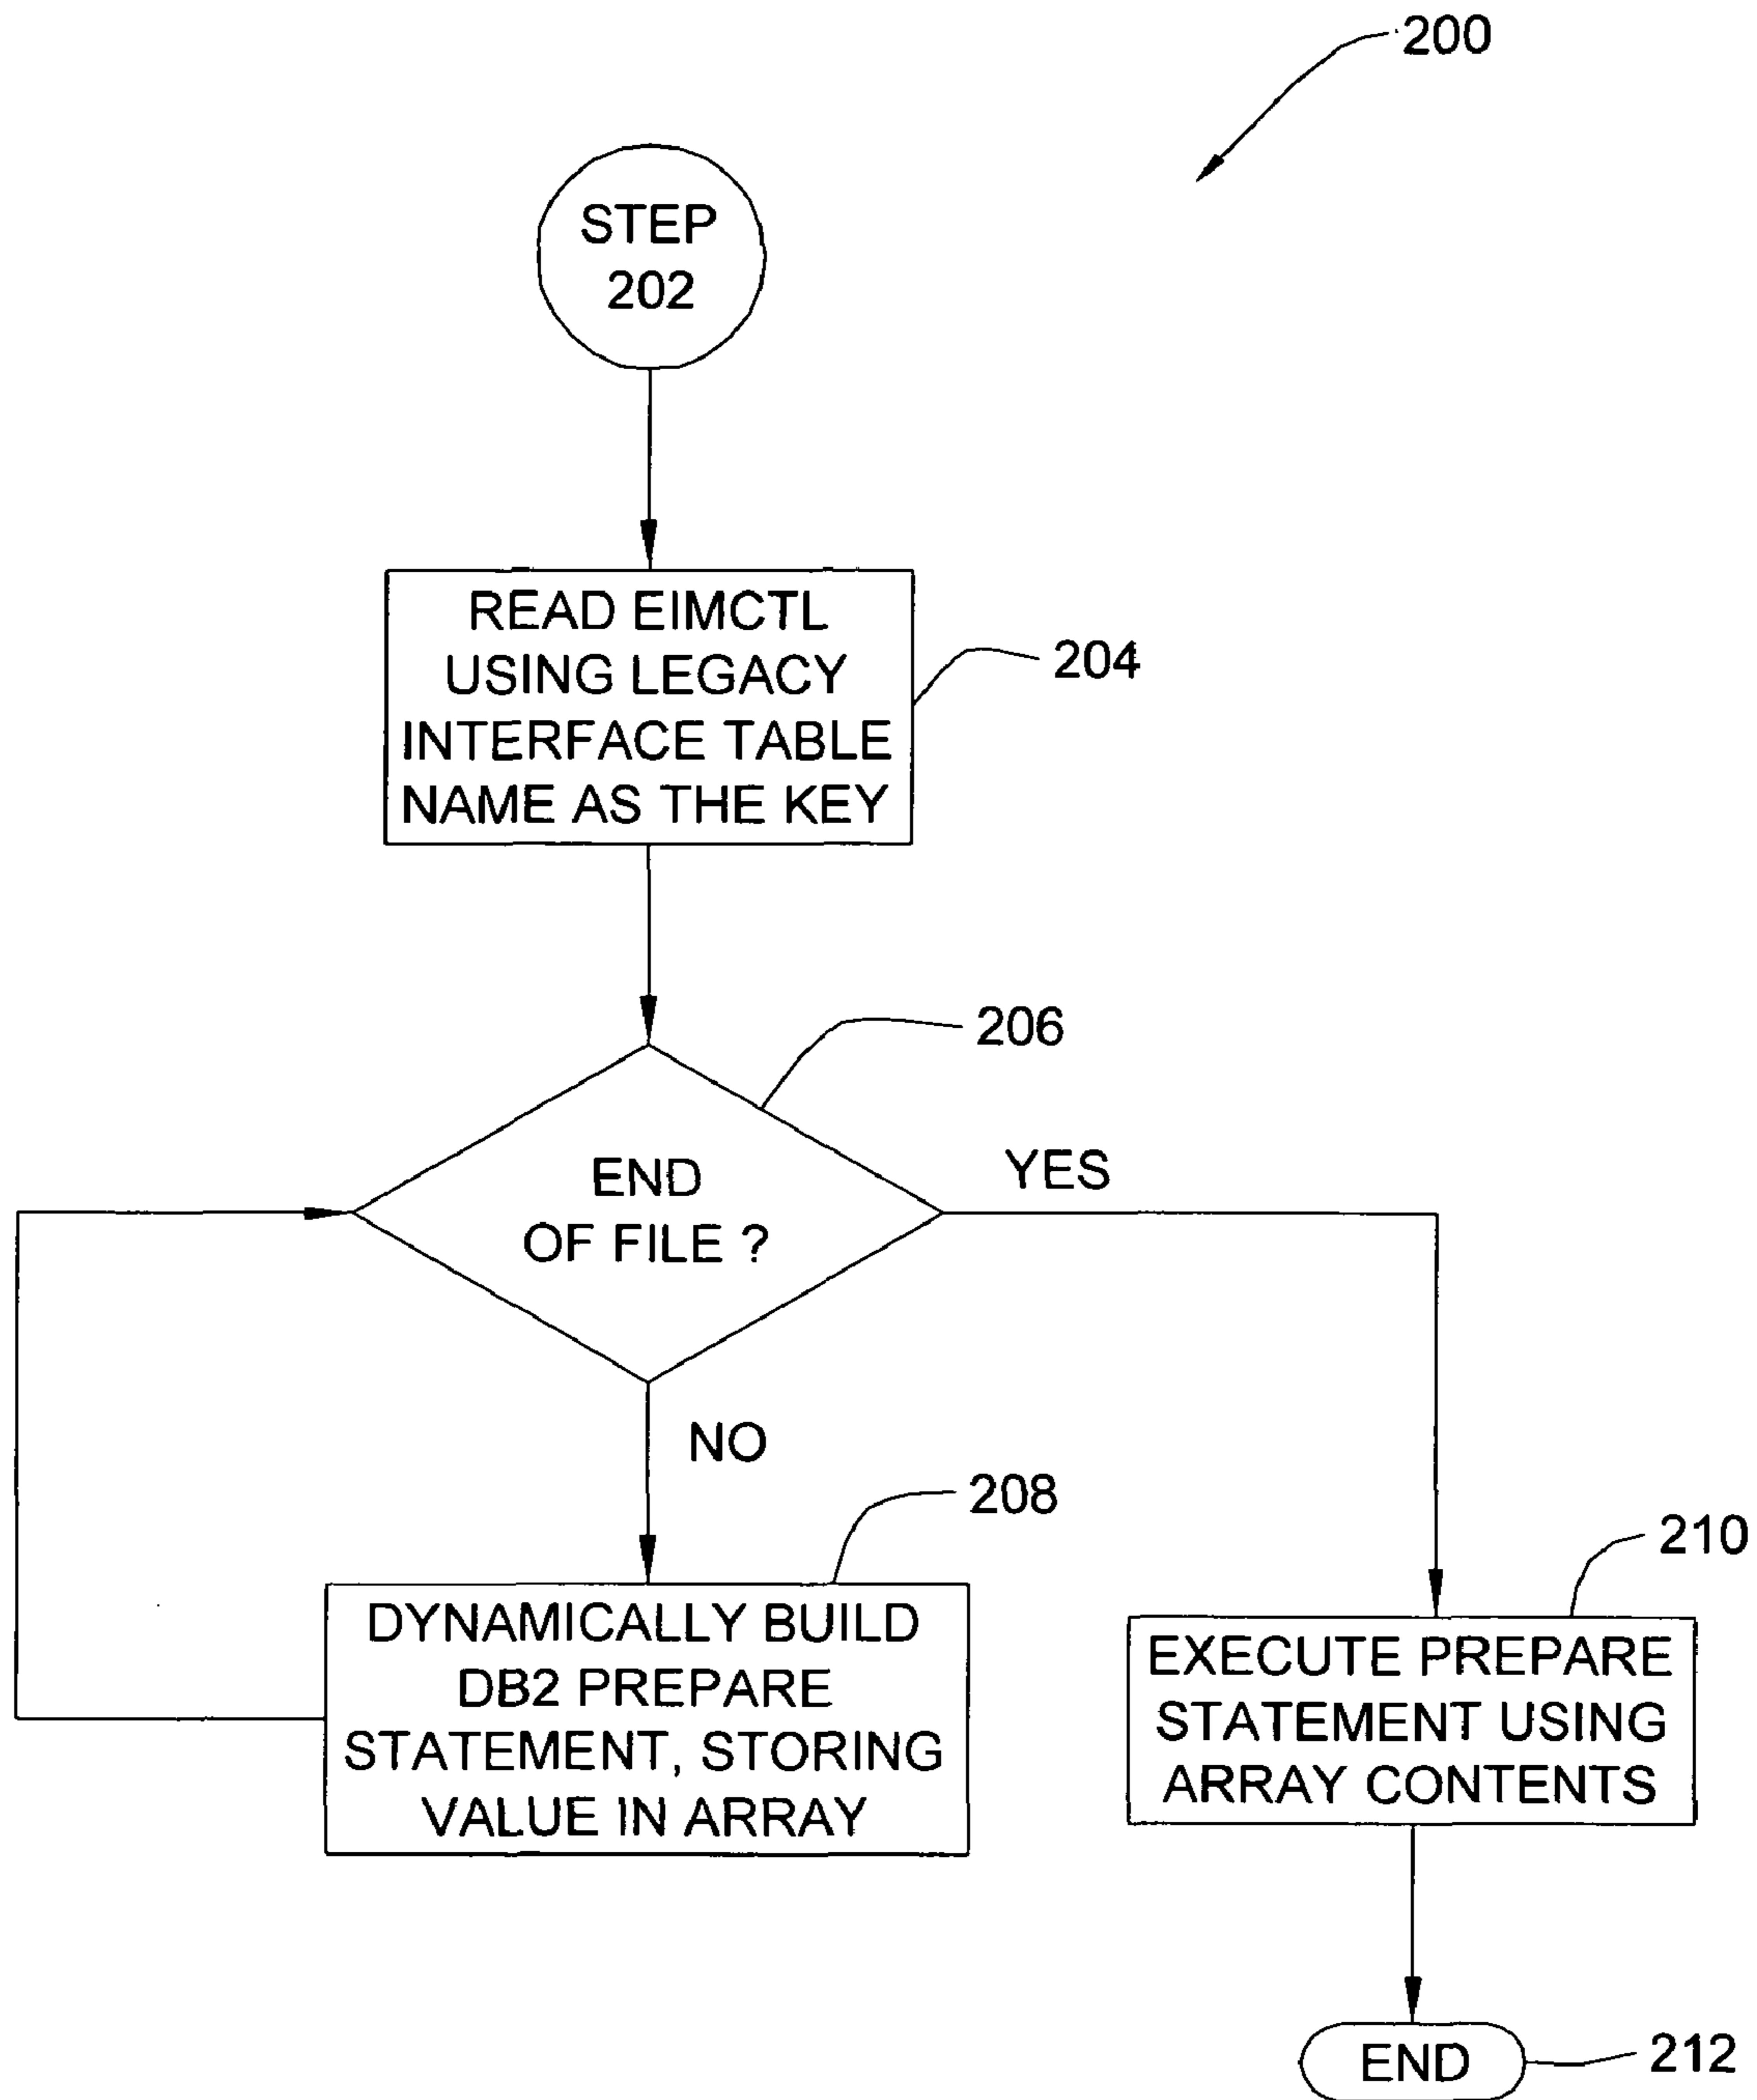 200
STEP
202
READ EIMCTL
USING LEGACY
INTERFACE TABLE
NAME AS THE KEY
204
206
END
OF FILE ?
YES
NO
208
DYNAMICALLY BUILD
DB2 PREPARE
STATEMENT, STORING
VALUE IN ARRAY
210
EXECUTE PREPARE
STATEMENT USING
ARRAY CONTENTS
END
212